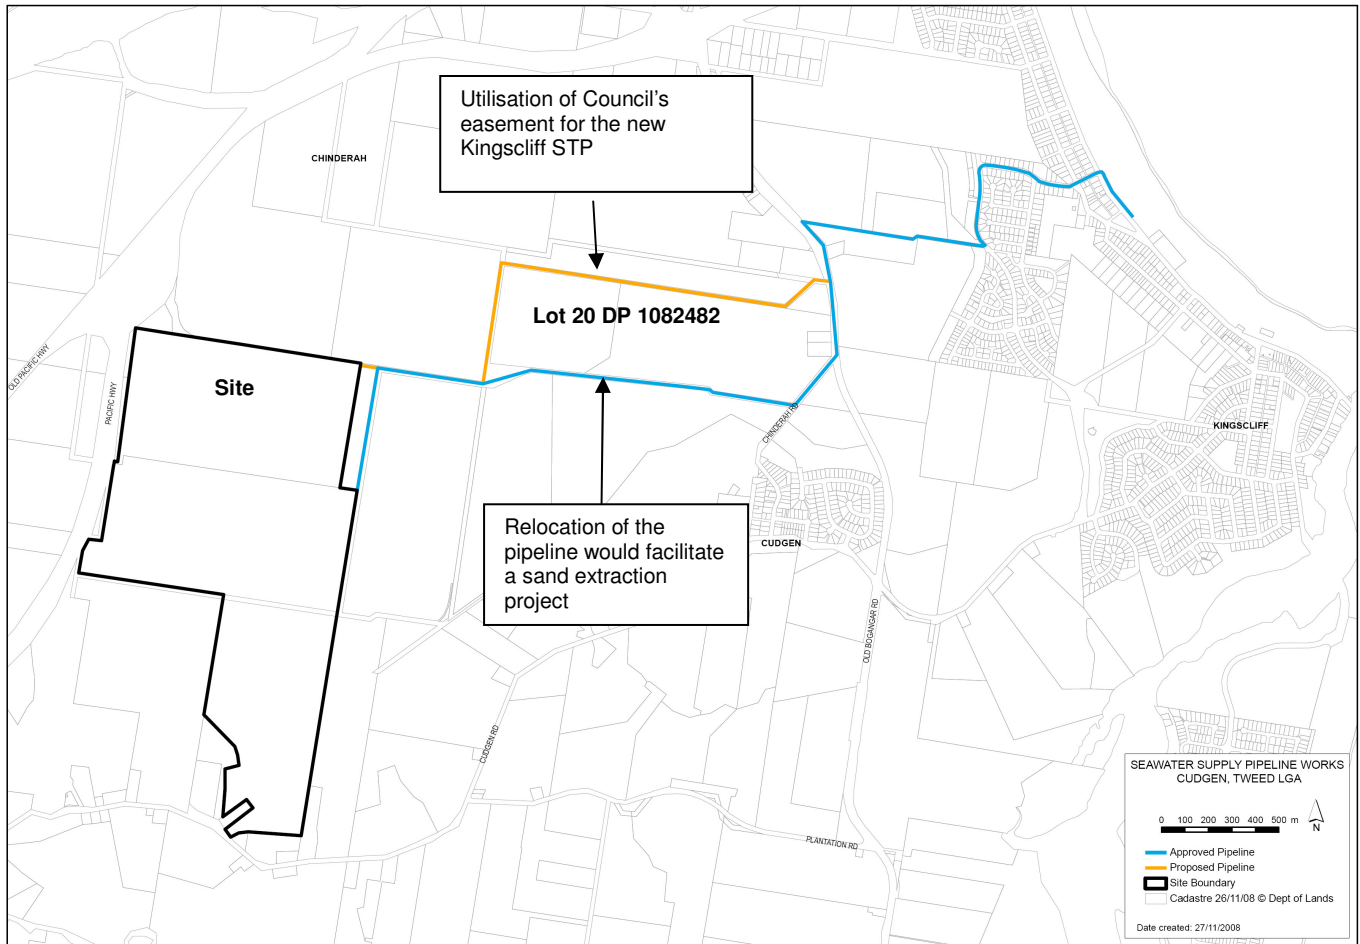 Utilisation of Council's
easement for the new
Kingscliff STP
CHINDERAH
Lot 20 DP 1082482
Site
OLD PACIFIC HWY
PACIFIC HWY
CHINDERAH RD
KINGSCLIFF
Relocation of the
pipeline would facilitate
a sand extraction
project
CUDGEN
OLD BOGANGAR RD
CUDGEN RD
PLANTATION RD
SEAWATER SUPPLY PIPELINE WORKS
CUDGEN, TWEED LGA
0 100 200 300 400 500 m
N
Approved Pipeline
Proposed Pipeline
Site Boundary
Cadastre 26/11/08 © Dept of Lands
Date created: 27/11/2008